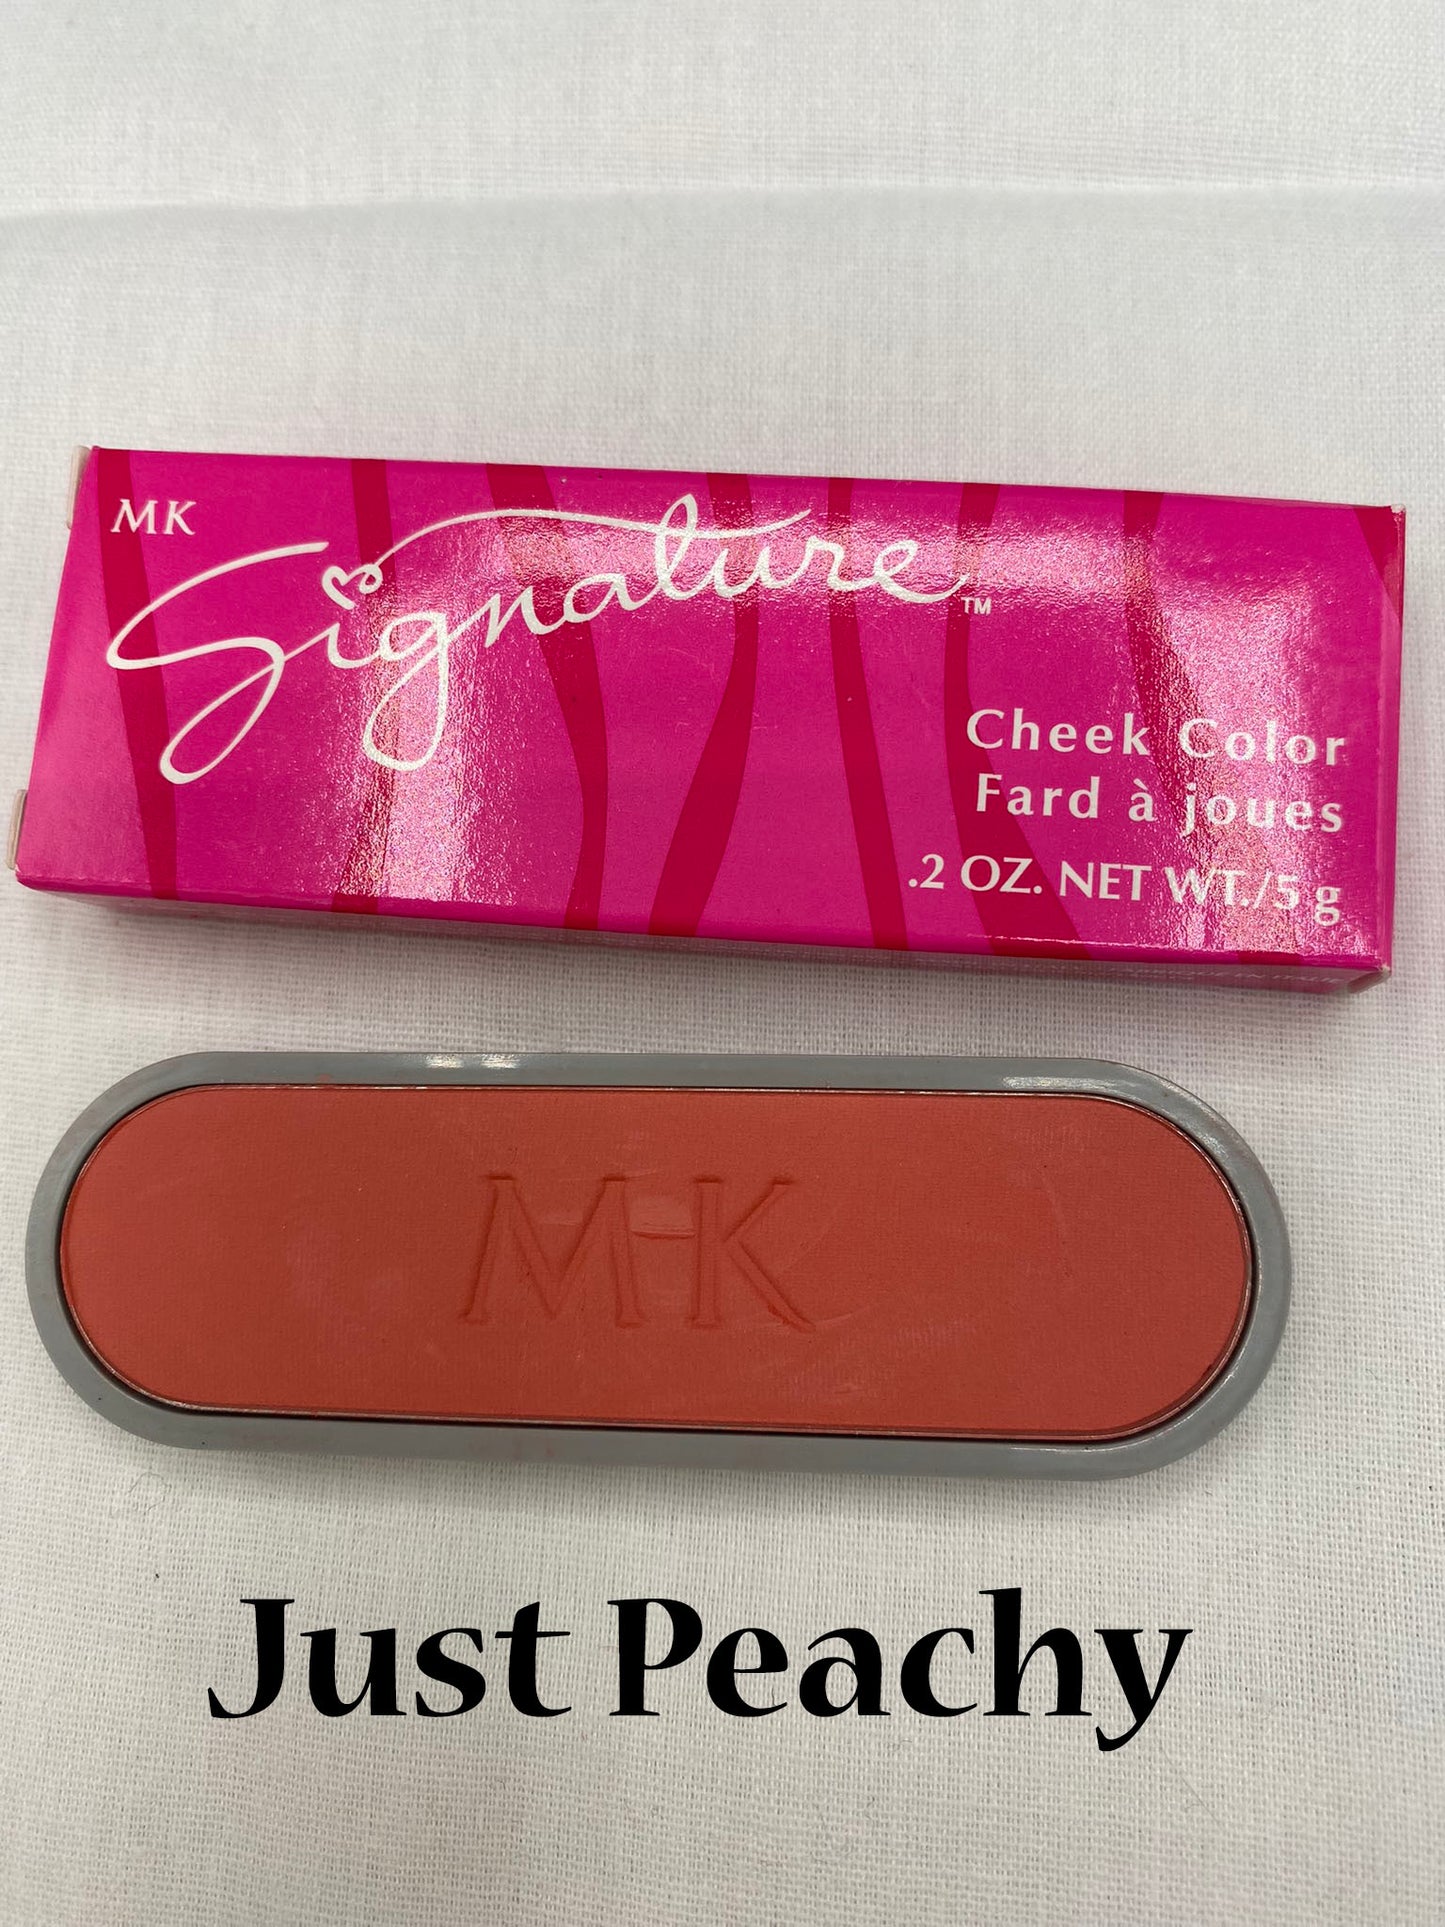 MK
Signature™
Cheek Color
Fard à joues
.2 OZ. NET WT./5 g
MK
Just Peachy